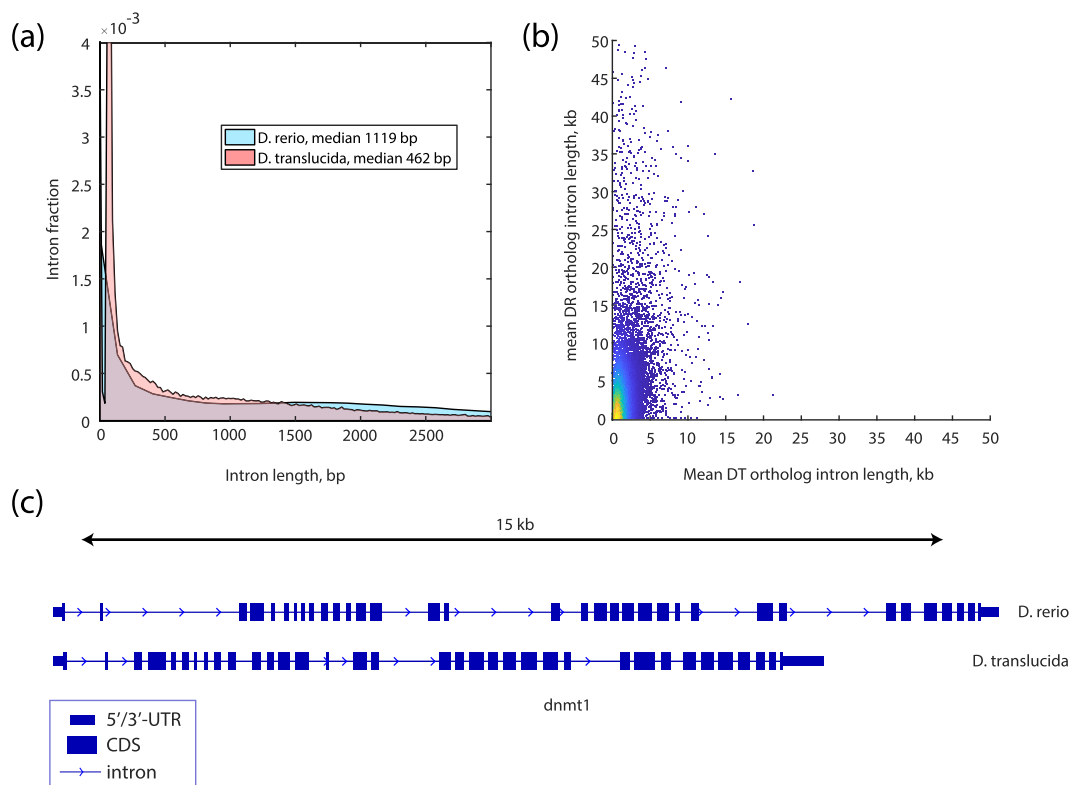 (a)
×10-3
4
3.5
3
2.5
2
1.5
1
0.5
0
0 500 1000 1500 2000 2500
Intron fraction
Intron length, bp
D. rerio, median 1119 bp
D. translucida, median 462 bp
(b)
50
45
40
35
30
25
20
15
10
5
0
0 5 10 15 20 25 30 35 40 45 50
mean DR ortholog intron length, kb
Mean DT ortholog intron length, kb
(c)
15 kb
D. rerio
D. translucida
dnmt1
5’/3’-UTR
CDS
intron